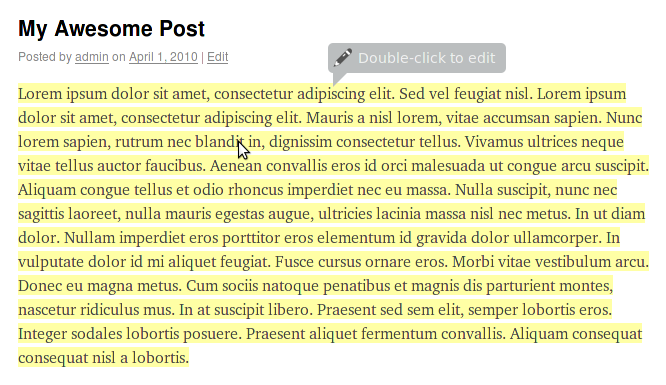 My Awesome Post
Posted by admin on April 1, 2010 | Edit
Double-click to edit
Lorem ipsum dolor sit amet, consectetur adipiscing elit. Sed vel feugiat nisl. Lorem ipsum
dolor sit amet, consectetur adipiscing elit. Mauris a nisl lorem, vitae accumsan sapien. Nunc
lorem sapien, rutrum nec blandit in, dignissim consectetur tellus. Vivamus ultrices neque
vitae tellus auctor faucibus. Aenean convallis eros id orci malesuada ut congue arcu suscipit.
Aliquam congue tellus et odio rhoncus imperdiet nec eu massa. Nulla suscipit, nunc nec
sagittis laoreet, nulla mauris egestas augue, ultricies lacinia massa nisl nec metus. In ut diam
dolor. Nullam imperdiet eros porttitor eros elementum id gravida dolor ullamcorper. In
vulputate dolor id mi aliquet feugiat. Fusce cursus ornare eros. Morbi vitae vestibulum arcu.
Donec eu magna metus. Cum sociis natoque penatibus et magnis dis parturient montes,
nascetur ridiculus mus. In at suscipit libero. Praesent sed sem elit, semper lobortis eros.
Integer sodales lobortis posuere. Praesent aliquet fermentum convallis. Aliquam consequat
consequat nisl a lobortis.